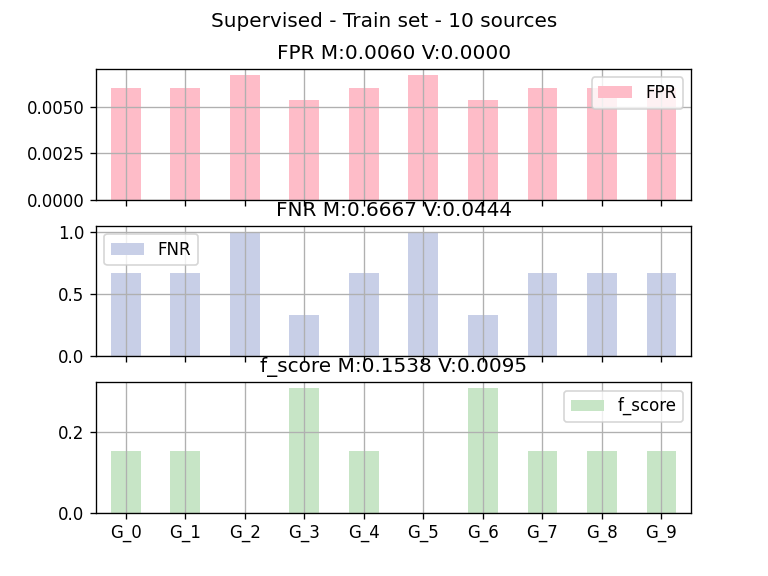 Supervised - Train set - 10 sources
FPR M:0.0060 V:0.0000
0.0050
0.0025
0.0000
FPR
FNR M:0.6667 V:0.0444
1.0
0.5
0.0
FNR
f_score M:0.1538 V:0.0095
0.2
0.0
f_score
G_0 G_1 G_2 G_3 G_4 G_5 G_6 G_7 G_8 G_9